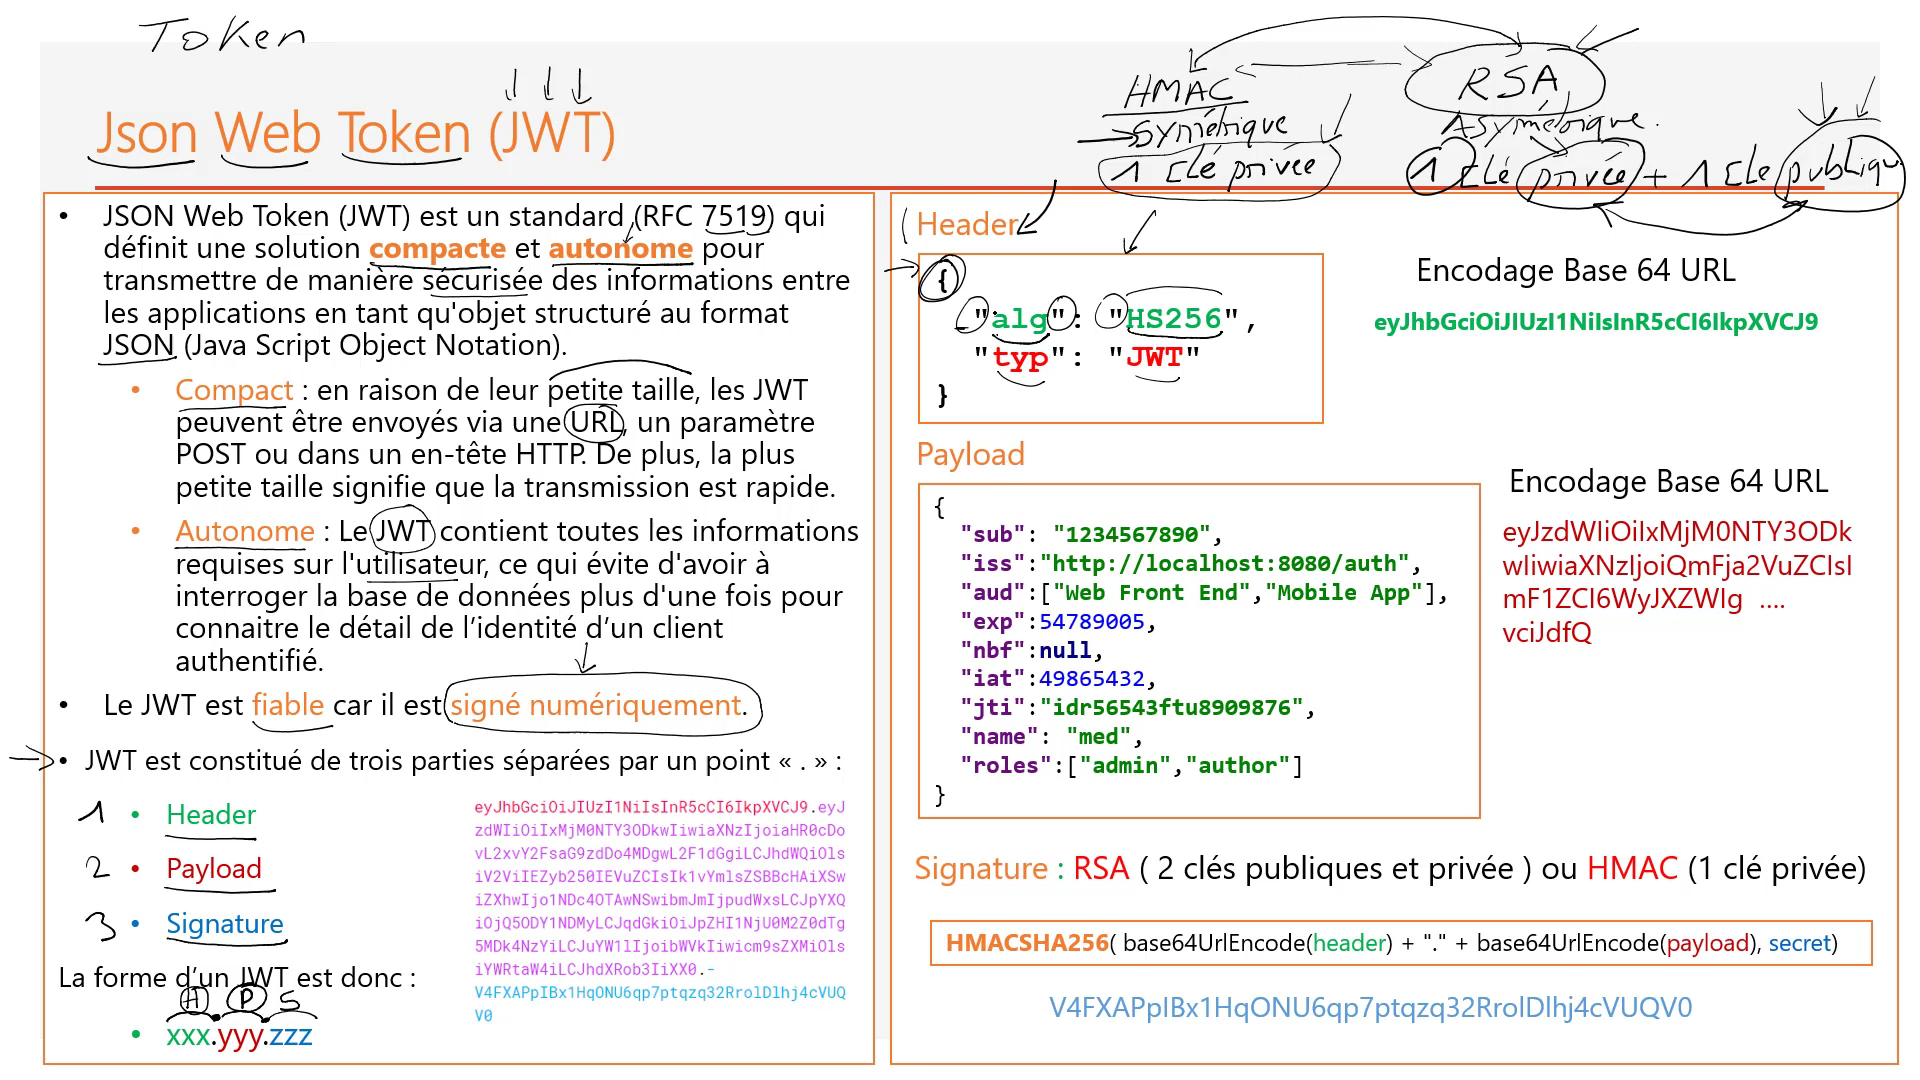 Token
HMAC
RSA
symétrique
Asymétrique.
1 clé privée
1 clé privée + 1 clé publiqu
Json Web Token (JWT)
• JSON Web Token (JWT) est un standard (RFC 7519) qui
définit une solution compacte et autonome pour
transmettre de manière sécurisée des informations entre
les applications en tant qu'objet structuré au format
JSON (Java Script Object Notation).
• Compact : en raison de leur petite taille, les JWT
peuvent être envoyés via une URL, un paramètre
POST ou dans un en-tête HTTP. De plus, la plus
petite taille signifie que la transmission est rapide.
• Autonome : Le JWT contient toutes les informations
requises sur l'utilisateur, ce qui évite d'avoir à
interroger la base de données plus d'une fois pour
connaitre le détail de l’identité d’un client
authentifié.
• Le JWT est fiable car il est signé numériquement.
• JWT est constitué de trois parties séparées par un point « . » :
1 • Header
2 • Payload
3 • Signature
La forme d’un JWT est donc :
H P S
• xxx.yyy.zzz
eyJhbGciOiJIUzI1NiIsInR5cCI6IkpXVCJ9.eyJ
zdWIiOiIxMjM0NTY3ODkwIiwiaXNzIjoiaHR0cDo
vL2xvY2FsaG9zdDo4MDgwL2F1dGgiLCJhdWQiOls
iV2ViIEZyb250IEVuZCIsIk1vYmlsZSBBcHAiXSw
iZXhwIjo1NDc4OTAwNSwibmJmIjpudWxsLCJpYXQ
iOjQ5ODY1NDMyLCJqdGkiOiJpZHI1NjU0M2Z0dTg
5MDk4NzYiLCJuYW1lIjoibWVkIiwicm9sZXMiOls
iYWRtaW4iLCJhdXRob3IiXX0.-
V4FXAPpIBx1HqONU6qp7ptqzq32RrolDlhj4cVUQ
V0
Header
{
"alg": "HS256",
"typ": "JWT"
}
Encodage Base 64 URL
eyJhbGciOiJIUzI1NiIsInR5cCI6IkpXVCJ9
Payload
{
"sub": "1234567890",
"iss":"http://localhost:8080/auth",
"aud":["Web Front End","Mobile App"],
"exp":54789005,
"nbf":null,
"iat":49865432,
"jti":"idr56543ftu8909876",
"name": "med",
"roles":["admin","author"]
}
Encodage Base 64 URL
eyJzdWIiOiIxMjM0NTY3ODk
wIiwiaXNzIjoiQmFja2VuZCIsI
mF1ZCI6WyJXZWIg ....
vciJdfQ
Signature : RSA ( 2 clés publiques et privée ) ou HMAC (1 clé privée)
HMACSHA256( base64UrlEncode(header) + "." + base64UrlEncode(payload), secret)
V4FXAPpIBx1HqONU6qp7ptqzq32RrolDlhj4cVUQV0